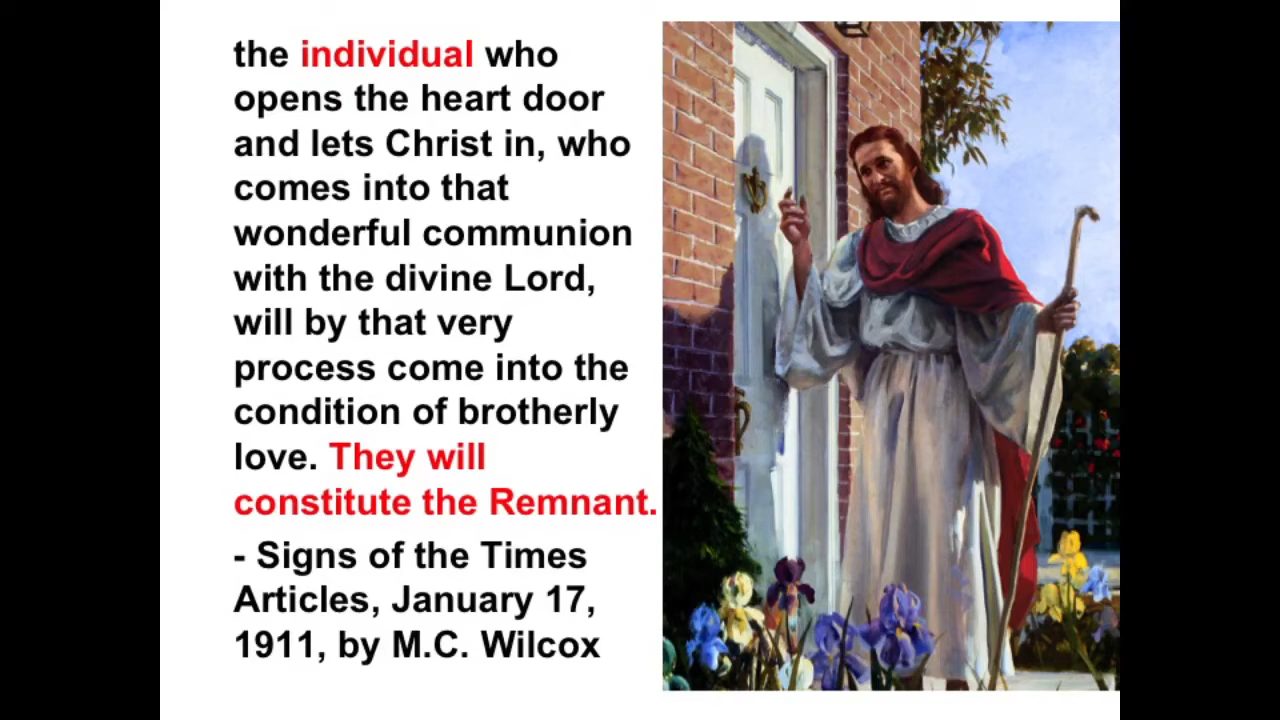 the individual who
opens the heart door
and lets Christ in, who
comes into that
wonderful communion
with the divine Lord,
will by that very
process come into the
condition of brotherly
love. They will
constitute the Remnant.
- Signs of the Times
Articles, January 17,
1911, by M.C. Wilcox